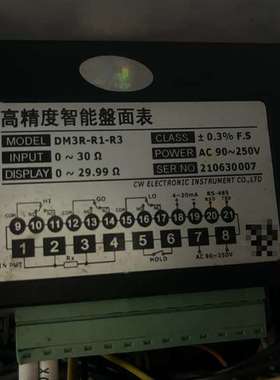 高精度智能盤面表
MODEL DM3R-R1-R3 CLASS ± 0.3% F.S
INPUT 0 ~ 30 Ω POWER AC 90~250V
DISPLAY 0 ~ 29.99 Ω SER.NO 210630007
CW ELECTRONIC INSTRUMENT CO.,LTD
HI GO LO 4~20mA RS-485
9 10 11 12 13 14 15 16 17 18 19 20 21
1 2 3 4 5 6 7 8
Rx HOLD AC 90~250V